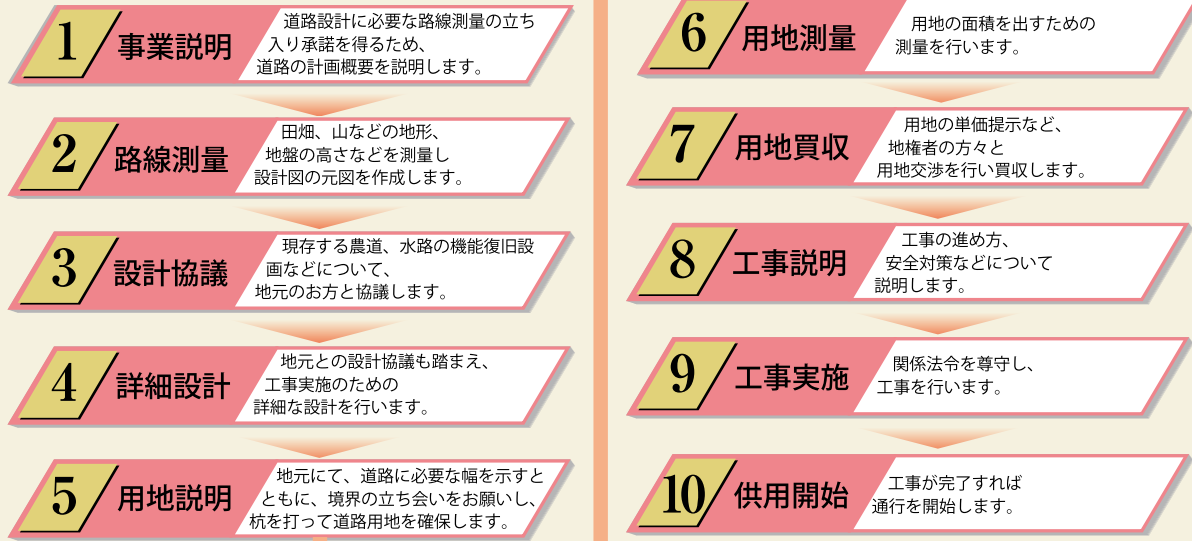 1
事業説明
道路設計に必要な路線測量の立ち
入り承諾を得るため、
道路の計画概要を説明します。
2
路線測量
田畑、山などの地形、
地盤の高さなどを測量し
設計図の元図を作成します。
3
設計協議
現存する農道、水路の機能復旧設
画などについて、
地元のお方と協議します。
4
詳細設計
地元との設計協議も踏まえ、
工事実施のための
詳細な設計を行います。
5
用地説明
地元にて、道路に必要な幅を示すと
ともに、境界の立ち会いをお願いし、
杭を打って道路用地を確保します。
6
用地測量
用地の面積を出すための
測量を行います。
7
用地買収
用地の単価提示など、
地権者の方々と
用地交渉を行い買収します。
8
工事説明
工事の進め方、
安全対策などについて
説明します。
9
工事実施
関係法令を尊守し、
工事を行います。
10
供用開始
工事が完了すれば
通行を開始します。